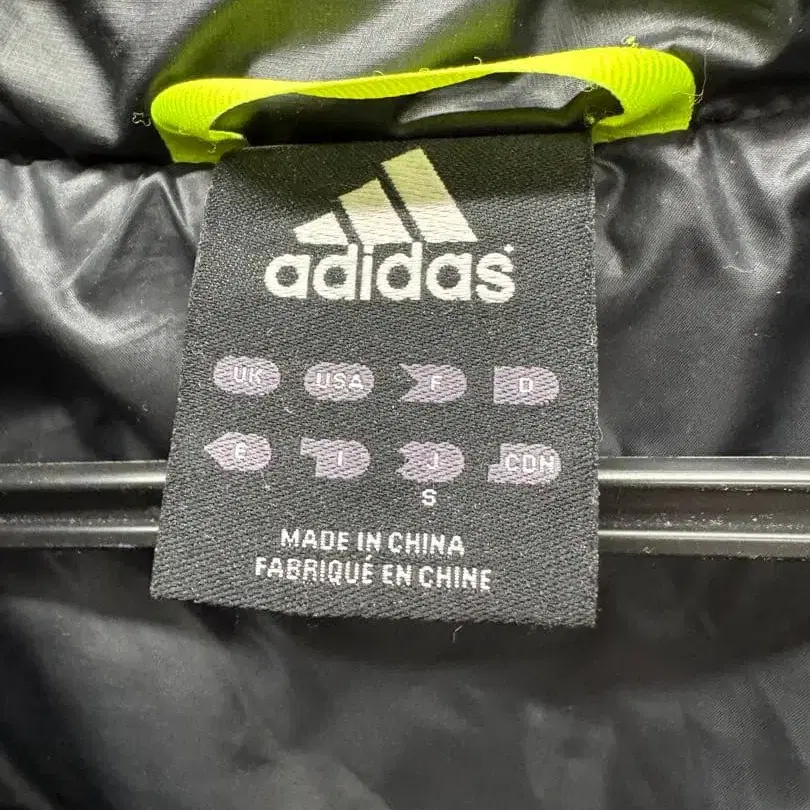 adidas
UK USA F D
E I J CDN
S
MADE IN CHINA
FABRIQUÉ EN CHINE